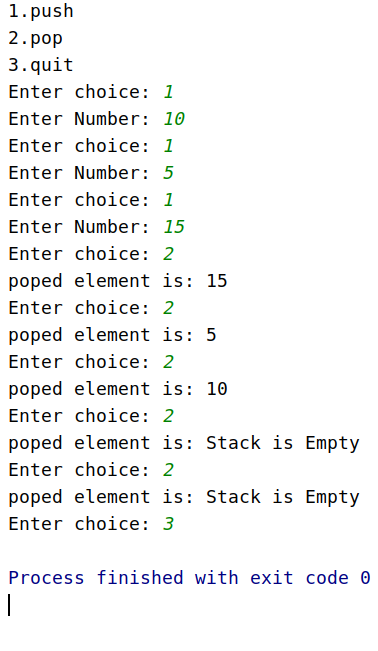 1.push
2.pop
3.quit
Enter choice: 1
Enter Number: 10
Enter choice: 1
Enter Number: 5
Enter choice: 1
Enter Number: 15
Enter choice: 2
poped element is: 15
Enter choice: 2
poped element is: 5
Enter choice: 2
poped element is: 10
Enter choice: 2
poped element is: Stack is Empty
Enter choice: 2
poped element is: Stack is Empty
Enter choice: 3
Process finished with exit code 0